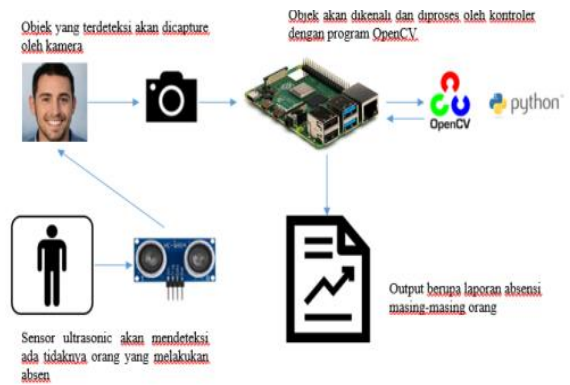 Objek yang terdeksi akan dicapture
oleh kamera
Objek akan dikenali dan diproses oleh kontroler
dengan program OpenCV
OpenCV
python
Output berupa laporan absensi
masing-masing orang
Sensor ultrasonic akan mendeteksi
ada tidaknya orang yang melakukan
absen